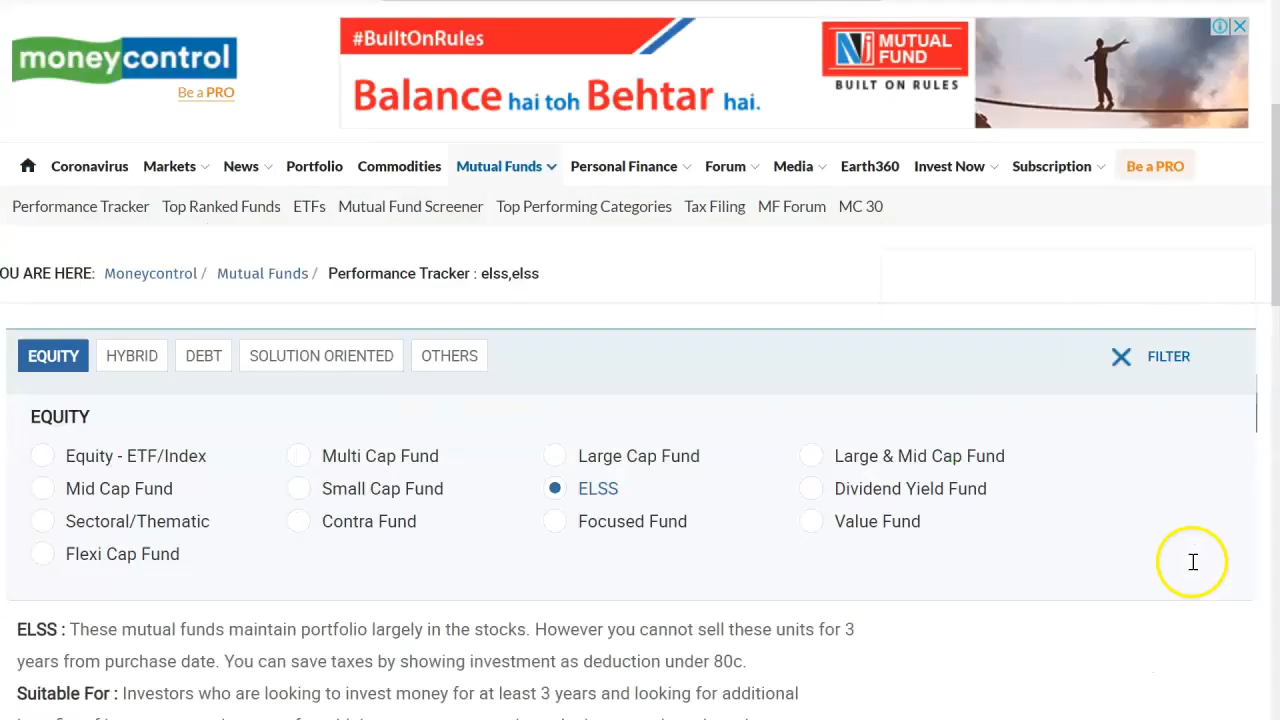 #BuiltOnRules
Balance hai toh Behtar hai.
MUTUAL
FUND
BUILT ON RULES
moneycontrol
Be a PRO
Coronavirus Markets News Portfolio Commodities Mutual Funds Personal Finance Forum Media Earth360 Invest Now Subscription Be a PRO
Performance Tracker Top Ranked Funds ETFs Mutual Fund Screener Top Performing Categories Tax Filing MF Forum MC 30
OU ARE HERE: Moneycontrol / Mutual Funds / Performance Tracker : elss,elss
EQUITY HYBRID DEBT SOLUTION ORIENTED OTHERS FILTER
EQUITY
Equity - ETF/Index Multi Cap Fund Large Cap Fund Large & Mid Cap Fund
Mid Cap Fund Small Cap Fund ELSS Dividend Yield Fund
Sectoral/Thematic Contra Fund Focused Fund Value Fund
Flexi Cap Fund
ELSS : These mutual funds maintain portfolio largely in the stocks. However you cannot sell these units for 3
years from purchase date. You can save taxes by showing investment as deduction under 80c.
Suitable For : Investors who are looking to invest money for at least 3 years and looking for additional